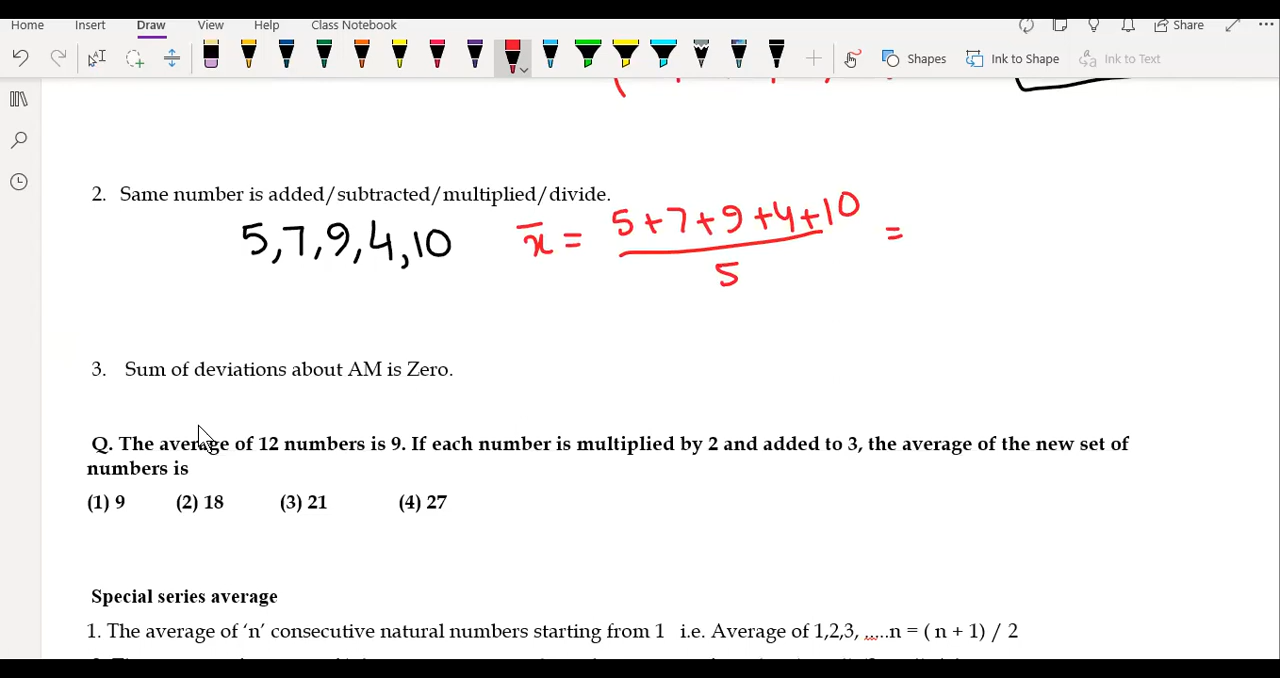 Home Insert Draw View Help Class Notebook Share
Shapes Ink to Shape Ink to Text
2. Same number is added/subtracted/multiplied/divide.
5,7,9,4,10 x̄ = 5+7+9+4+10 =
5
3. Sum of deviations about AM is Zero.
Q. The average of 12 numbers is 9. If each number is multiplied by 2 and added to 3, the average of the new set of
numbers is
(1) 9 (2) 18 (3) 21 (4) 27
Special series average
1. The average of ‘n’ consecutive natural numbers starting from 1 i.e. Average of 1,2,3, .....n = ( n + 1) / 2